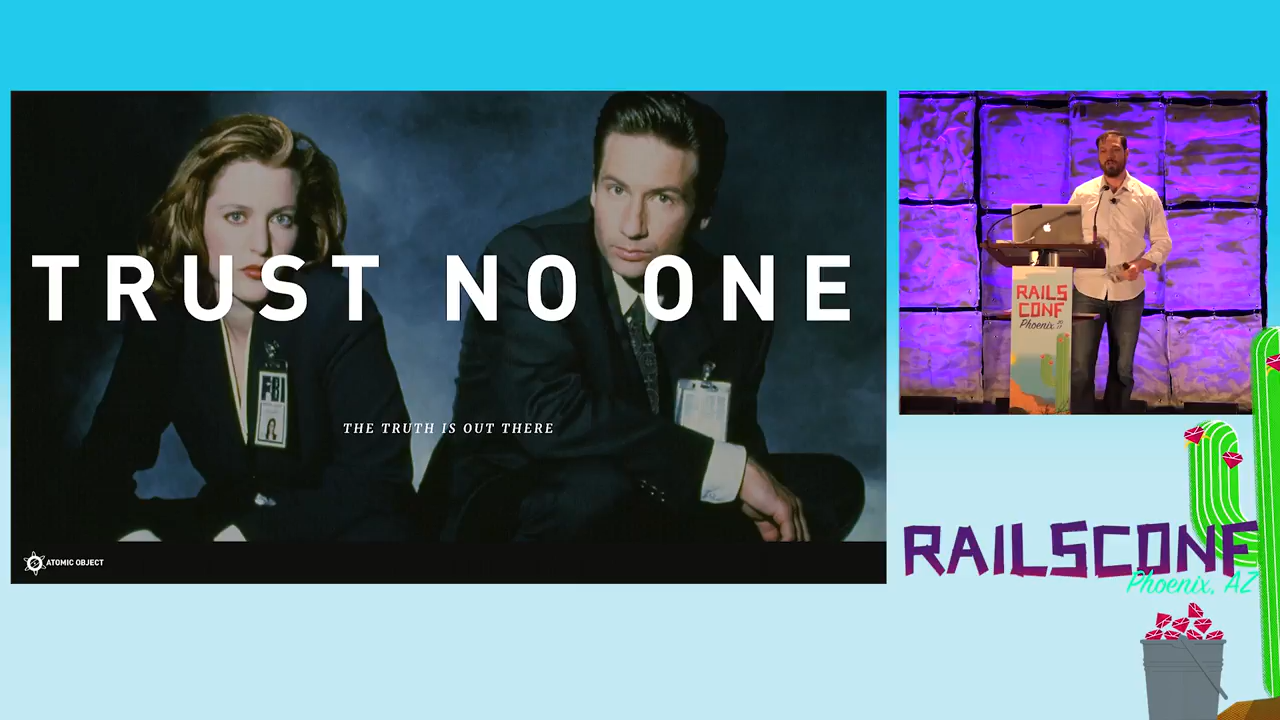 TRUST NO ONE
FBI
THE TRUTH IS OUT THERE
ATOMIC OBJECT
RAILS
CONF
Phoenix
RAILSCONF
Phoenix, AZ